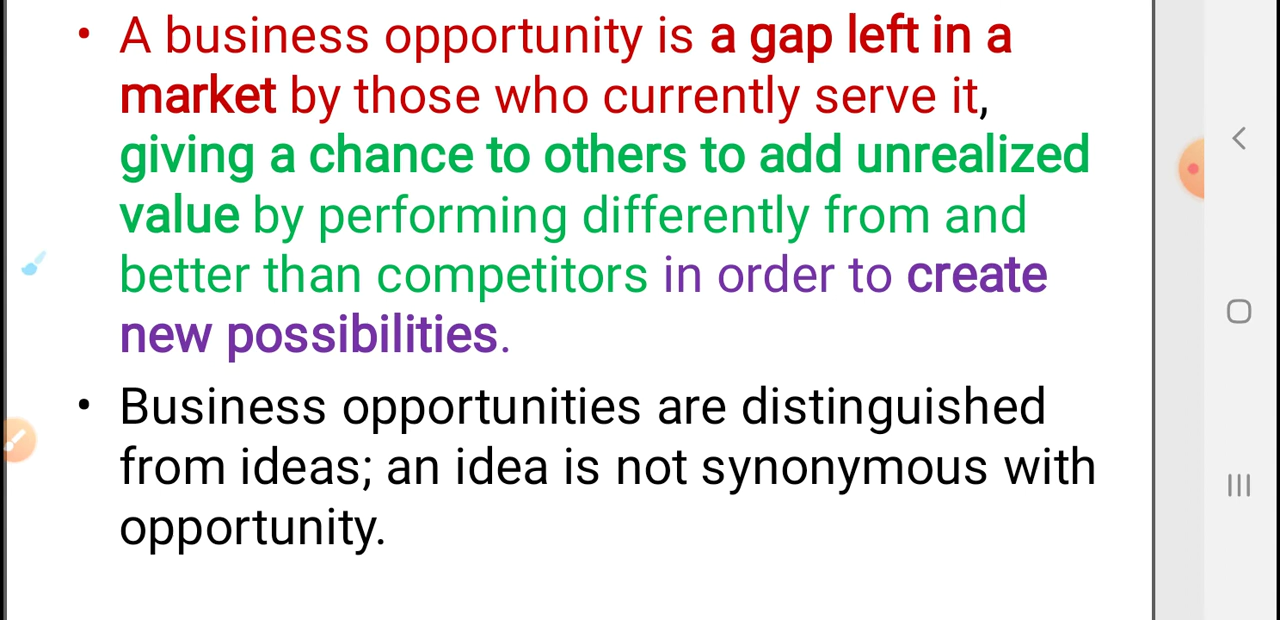 • A business opportunity is a gap left in a
market by those who currently serve it,
giving a chance to others to add unrealized
value by performing differently from and
better than competitors in order to create
new possibilities.
• Business opportunities are distinguished
from ideas; an idea is not synonymous with
opportunity.